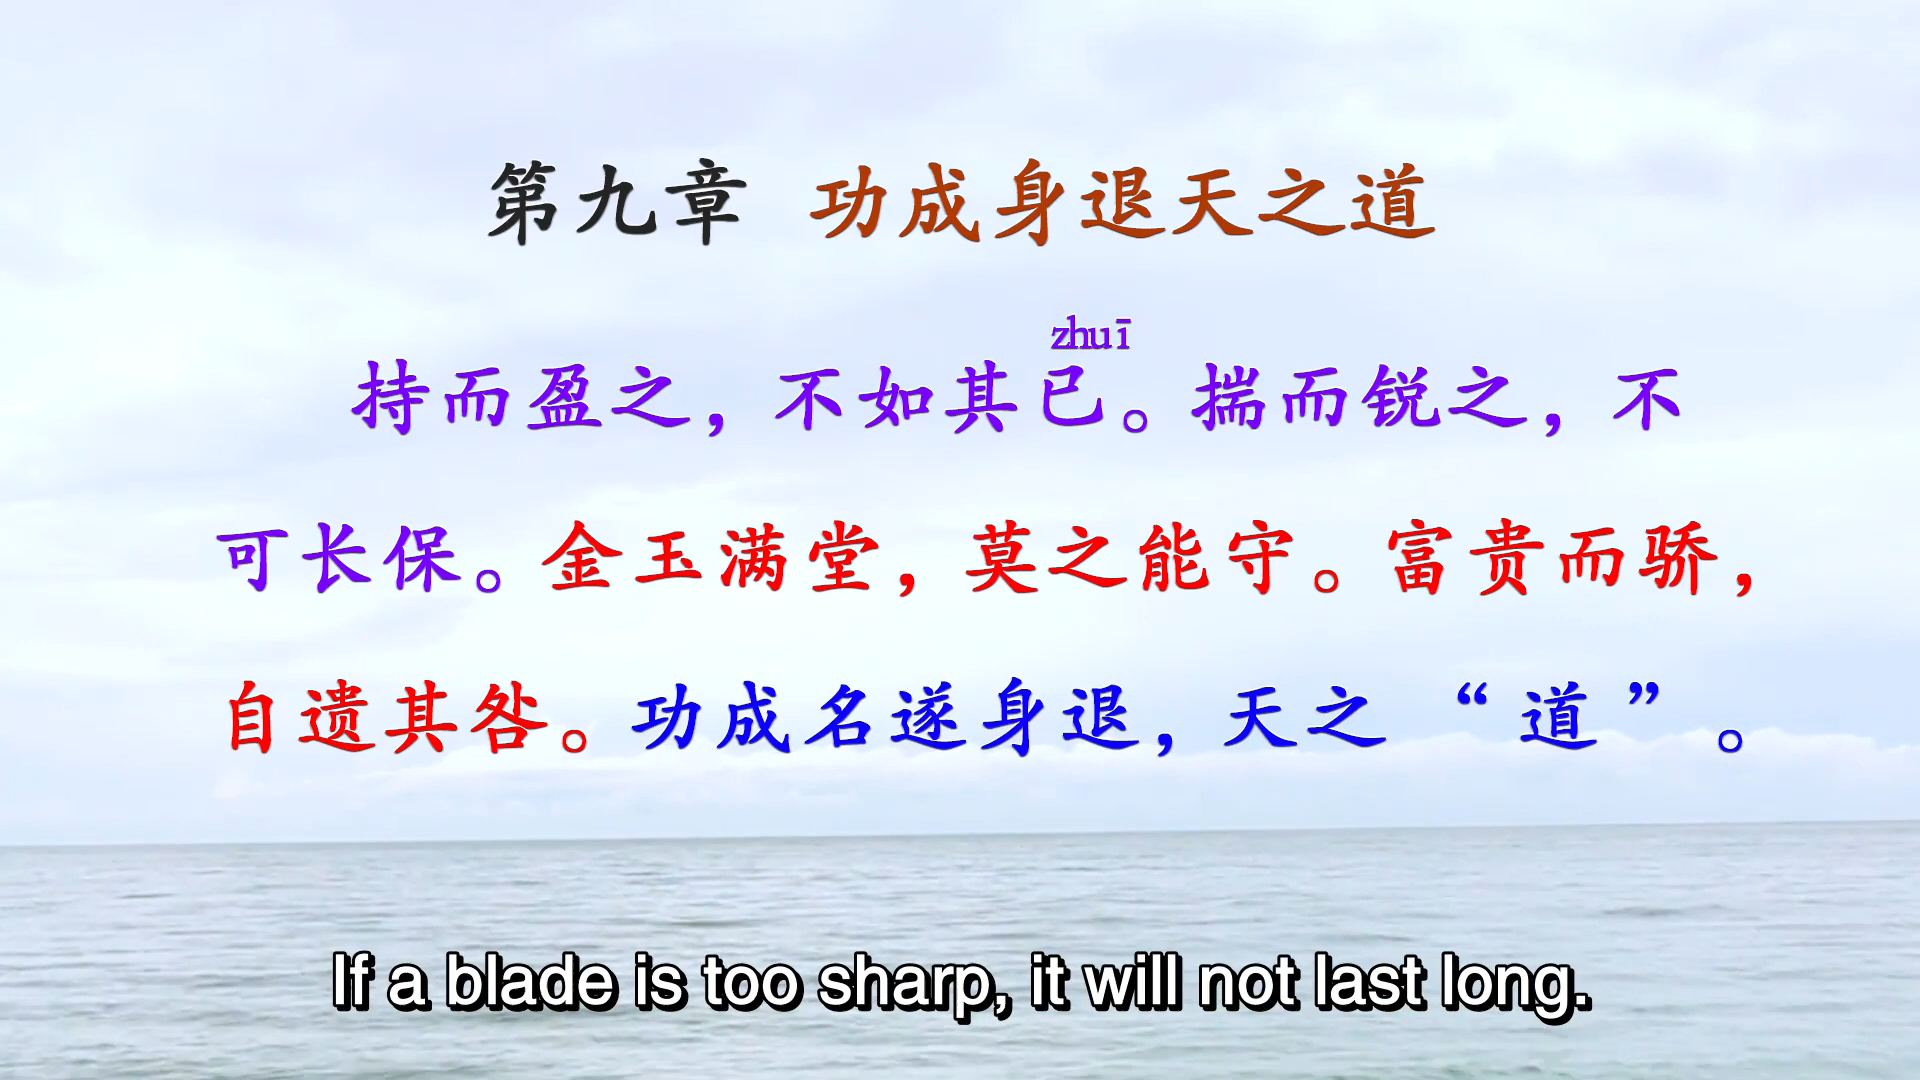 第九章 功成身退天之道
zhuī
持而盈之，不如其已。揣而锐之，不
可长保。金玉满堂，莫之能守。富贵而骄，
自遗其咎。功成名遂身退，天之“道”。
If a blade is too sharp, it will not last long.